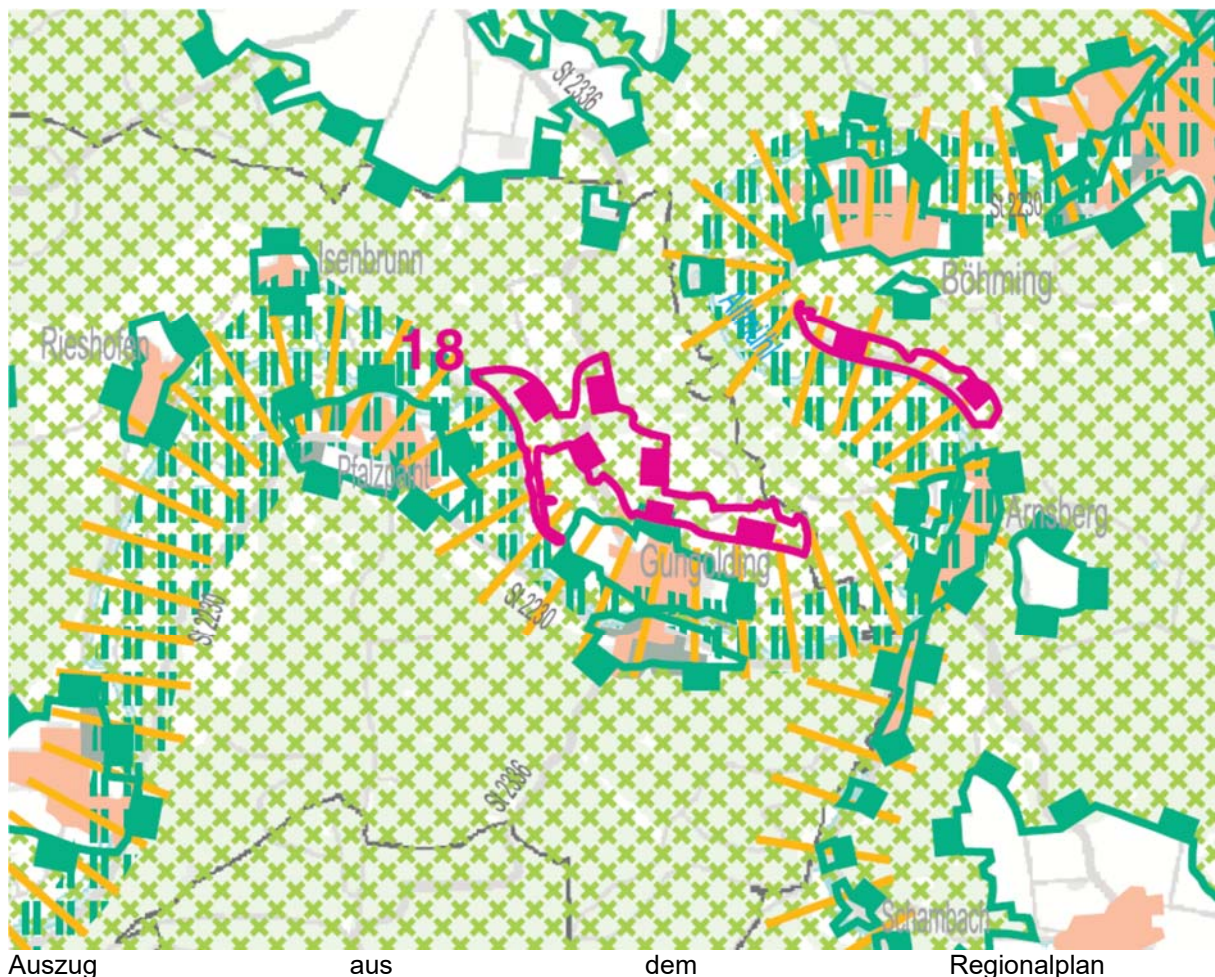 St 2336
St 2230
Böhming
Isenbrunn
Altmühl
18
Rieshofen
Pfalzpaint
Arnsberg
Gungolding
St 2230
St 2230
St 2336
Schambach
Auszug aus dem Regionalplan